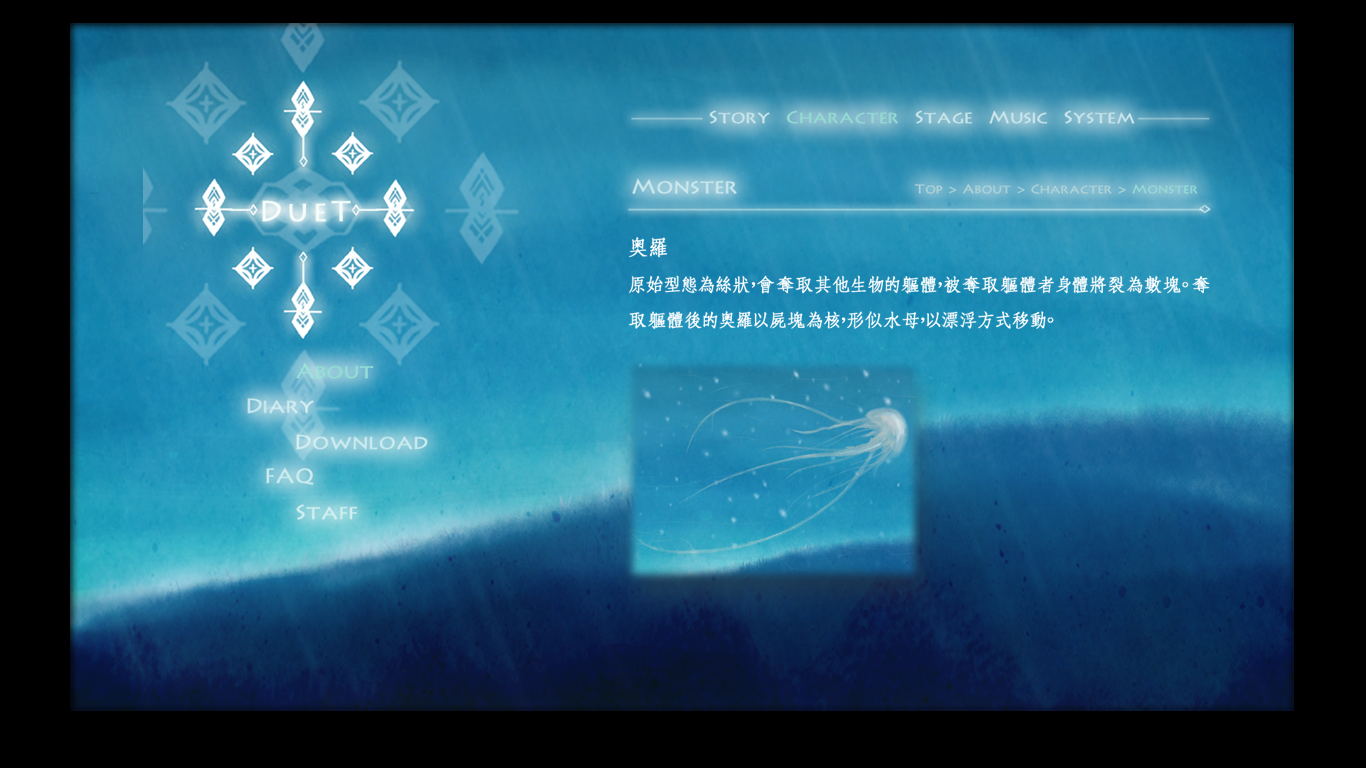 DUET
ABOUT
DIARY
DOWNLOAD
FAQ
STAFF
STORY CHARACTER STAGE MUSIC SYSTEM
MONSTER
TOP > ABOUT > CHARACTER > MONSTER
奧羅
原始型態為絲狀,會奪取其他生物的軀體,被奪取軀體者身體將裂為數塊。奪
取軀體後的奧羅以屍塊為核,形似水母,以漂浮方式移動。